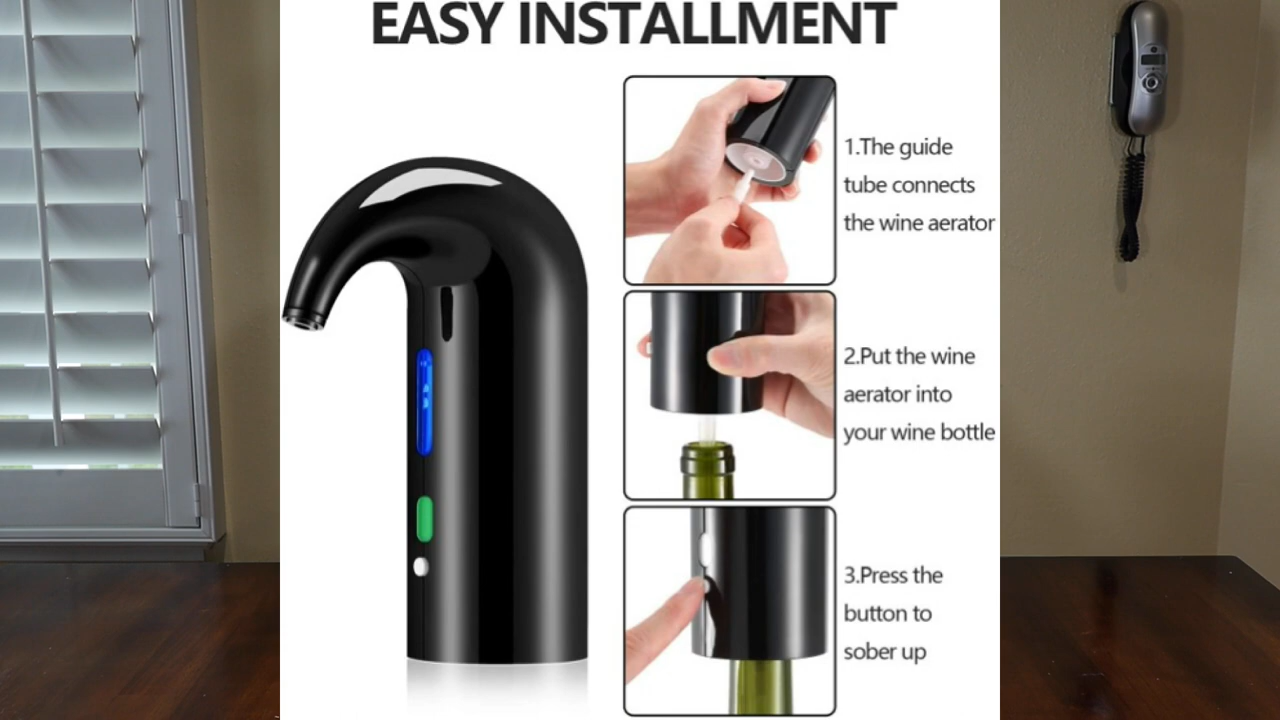 EASY INSTALLMENT
1.The guide
tube connects
the wine aerator
2.Put the wine
aerator into
your wine bottle
3.Press the
button to
sober up